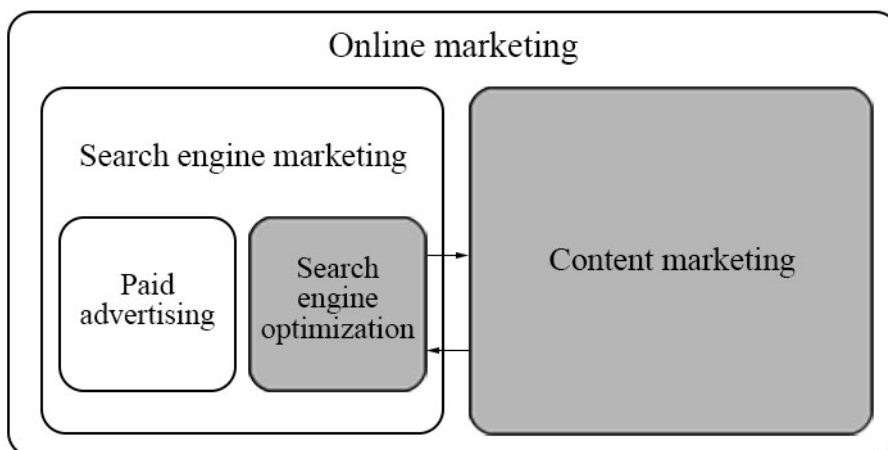 Online marketing
Search engine marketing
Paid
advertising
Search
engine
optimization
Content marketing